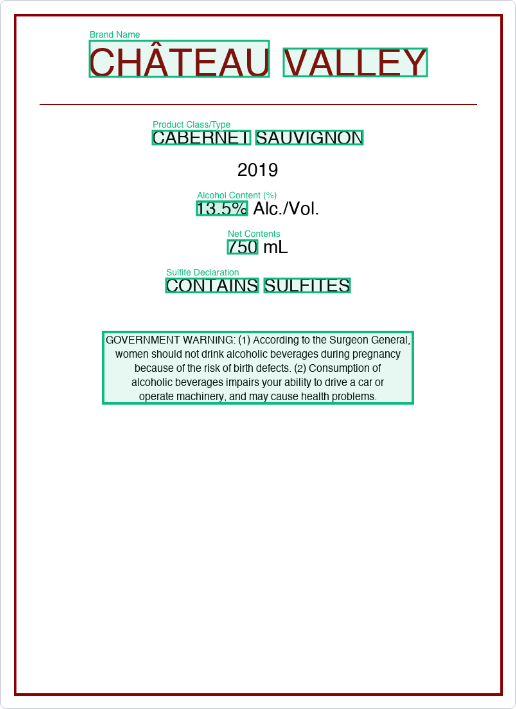 Brand Name
CHÂTEAU VALLEY
Product Class/Type
CABERNET SAUVIGNON
2019
Alcohol Content (%)
13.5% Alc./Vol.
Net Contents
750 mL
Sulfite Declaration
CONTAINS SULFITES
GOVERNMENT WARNING: (1) According to the Surgeon General,
women should not drink alcoholic beverages during pregnancy
because of the risk of birth defects. (2) Consumption of
alcoholic beverages impairs your ability to drive a car or
operate machinery, and may cause health problems.